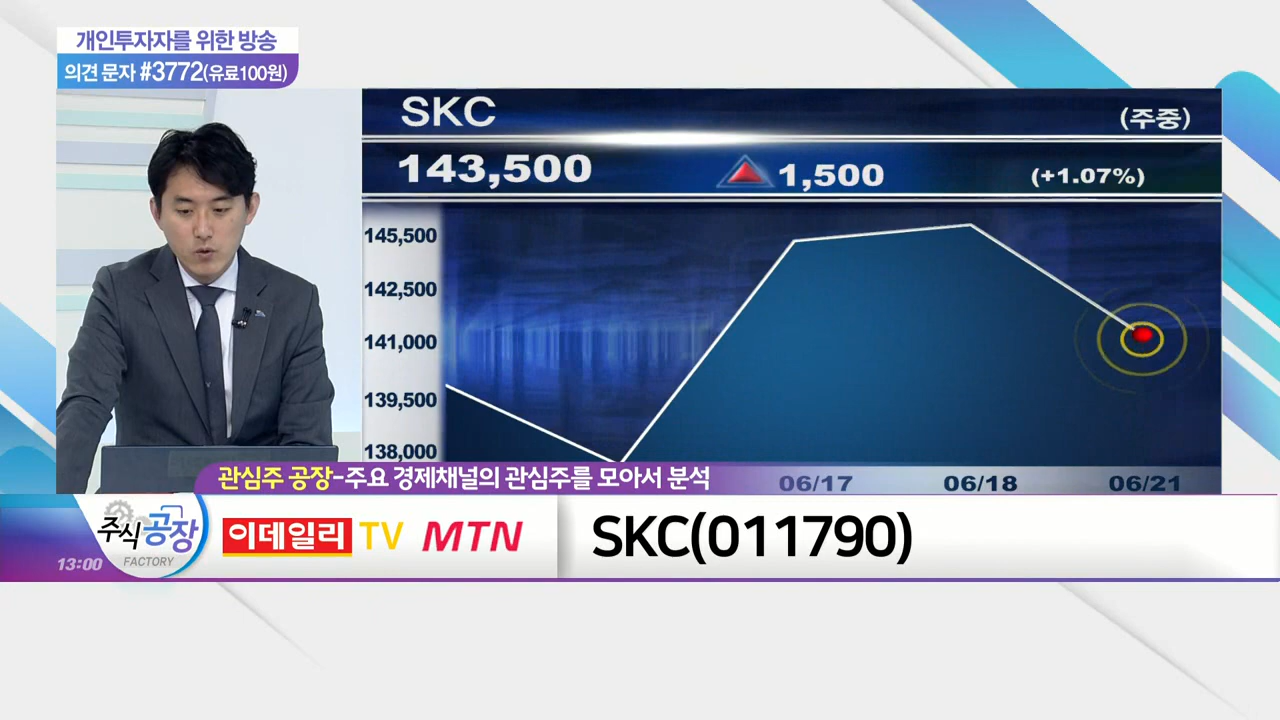 개인투자자를 위한 방송
의견 문자 #3772(유료100원)
SKC
(주중)
143,500
1,500
(+1.07%)
145,500
142,500
141,000
139,500
138,000
06/17
06/18
06/21
관심주 공장-주요 경제채널의 관심주를 모아서 분석
주식공장
FACTORY
13:00
이데일리 TV
MTN
SKC(011790)